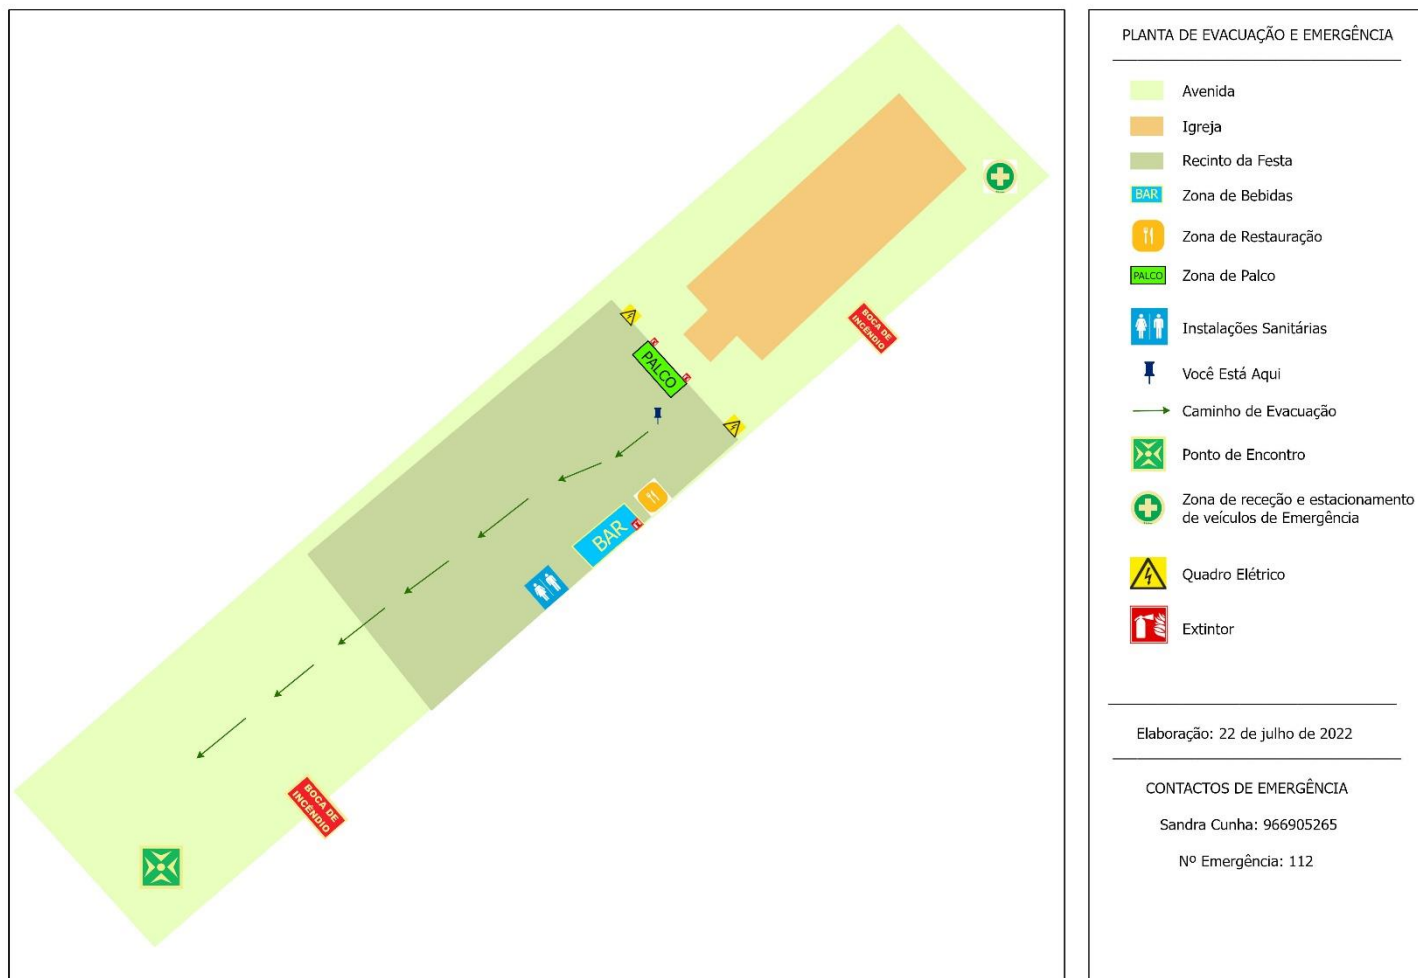 PALCO
BAR
BOCA DE
INCÊNDIO
BOCA DE
INCÊNDIO
PLANTA DE EVACUAÇÃO E EMERGÊNCIA
Avenida
Igreja
Recinto da Festa
BAR Zona de Bebidas
Zona de Restauração
PALCO Zona de Palco
Instalações Sanitárias
Você Está Aqui
Caminho de Evacuação
Ponto de Encontro
Zona de receção e estacionamento
de veículos de Emergência
Quadro Elétrico
Extintor
Elaboração: 22 de julho de 2022
CONTACTOS DE EMERGÊNCIA
Sandra Cunha: 966905265
Nº Emergência: 112